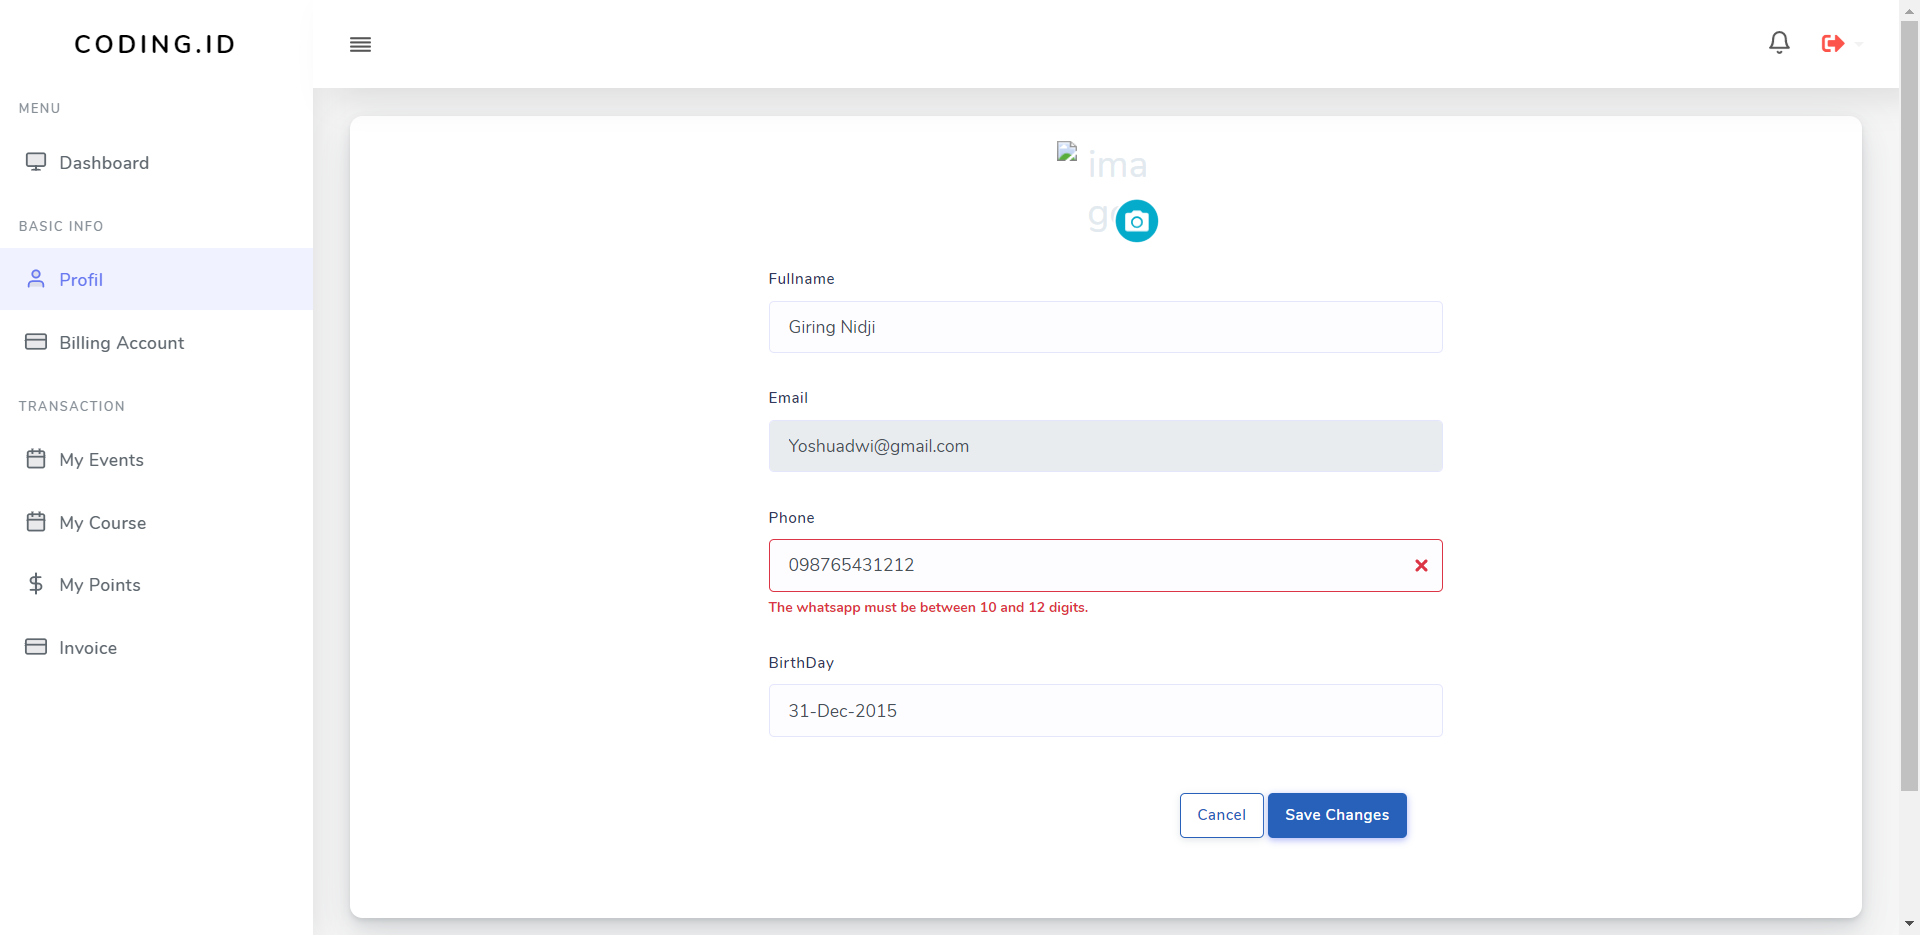 CODING.ID
MENU
Dashboard
BASIC INFO
Profil
Billing Account
TRANSACTION
My Events
My Course
My Points
Invoice
ima
ge
Fullname
Giring Nidji
Email
Yoshuadwi@gmail.com
Phone
098765431212
The whatsapp must be between 10 and 12 digits.
BirthDay
31-Dec-2015
Cancel
Save Changes